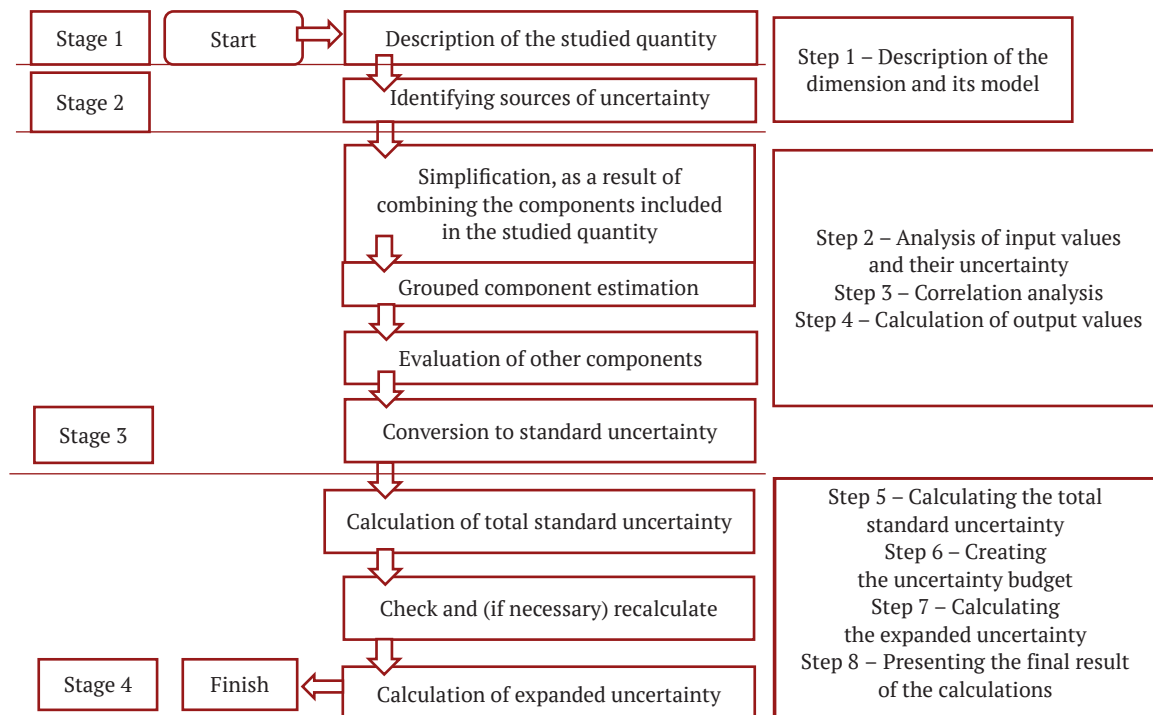 Stage 1
Start
Description of the studied quantity
Step 1 – Description of the
dimension and its model
Stage 2
Identifying sources of uncertainty
Simplification, as a result of
combining the components included
in the studied quantity
Grouped component estimation
Evaluation of other components
Step 2 – Analysis of input values
and their uncertainty
Step 3 – Correlation analysis
Step 4 – Calculation of output values
Stage 3
Conversion to standard uncertainty
Calculation of total standard uncertainty
Check and (if necessary) recalculate
Step 5 – Calculating the total
standard uncertainty
Step 6 – Creating
the uncertainty budget
Step 7 – Calculating
the expanded uncertainty
Step 8 – Presenting the final result
of the calculations
Stage 4
Finish
Calculation of expanded uncertainty